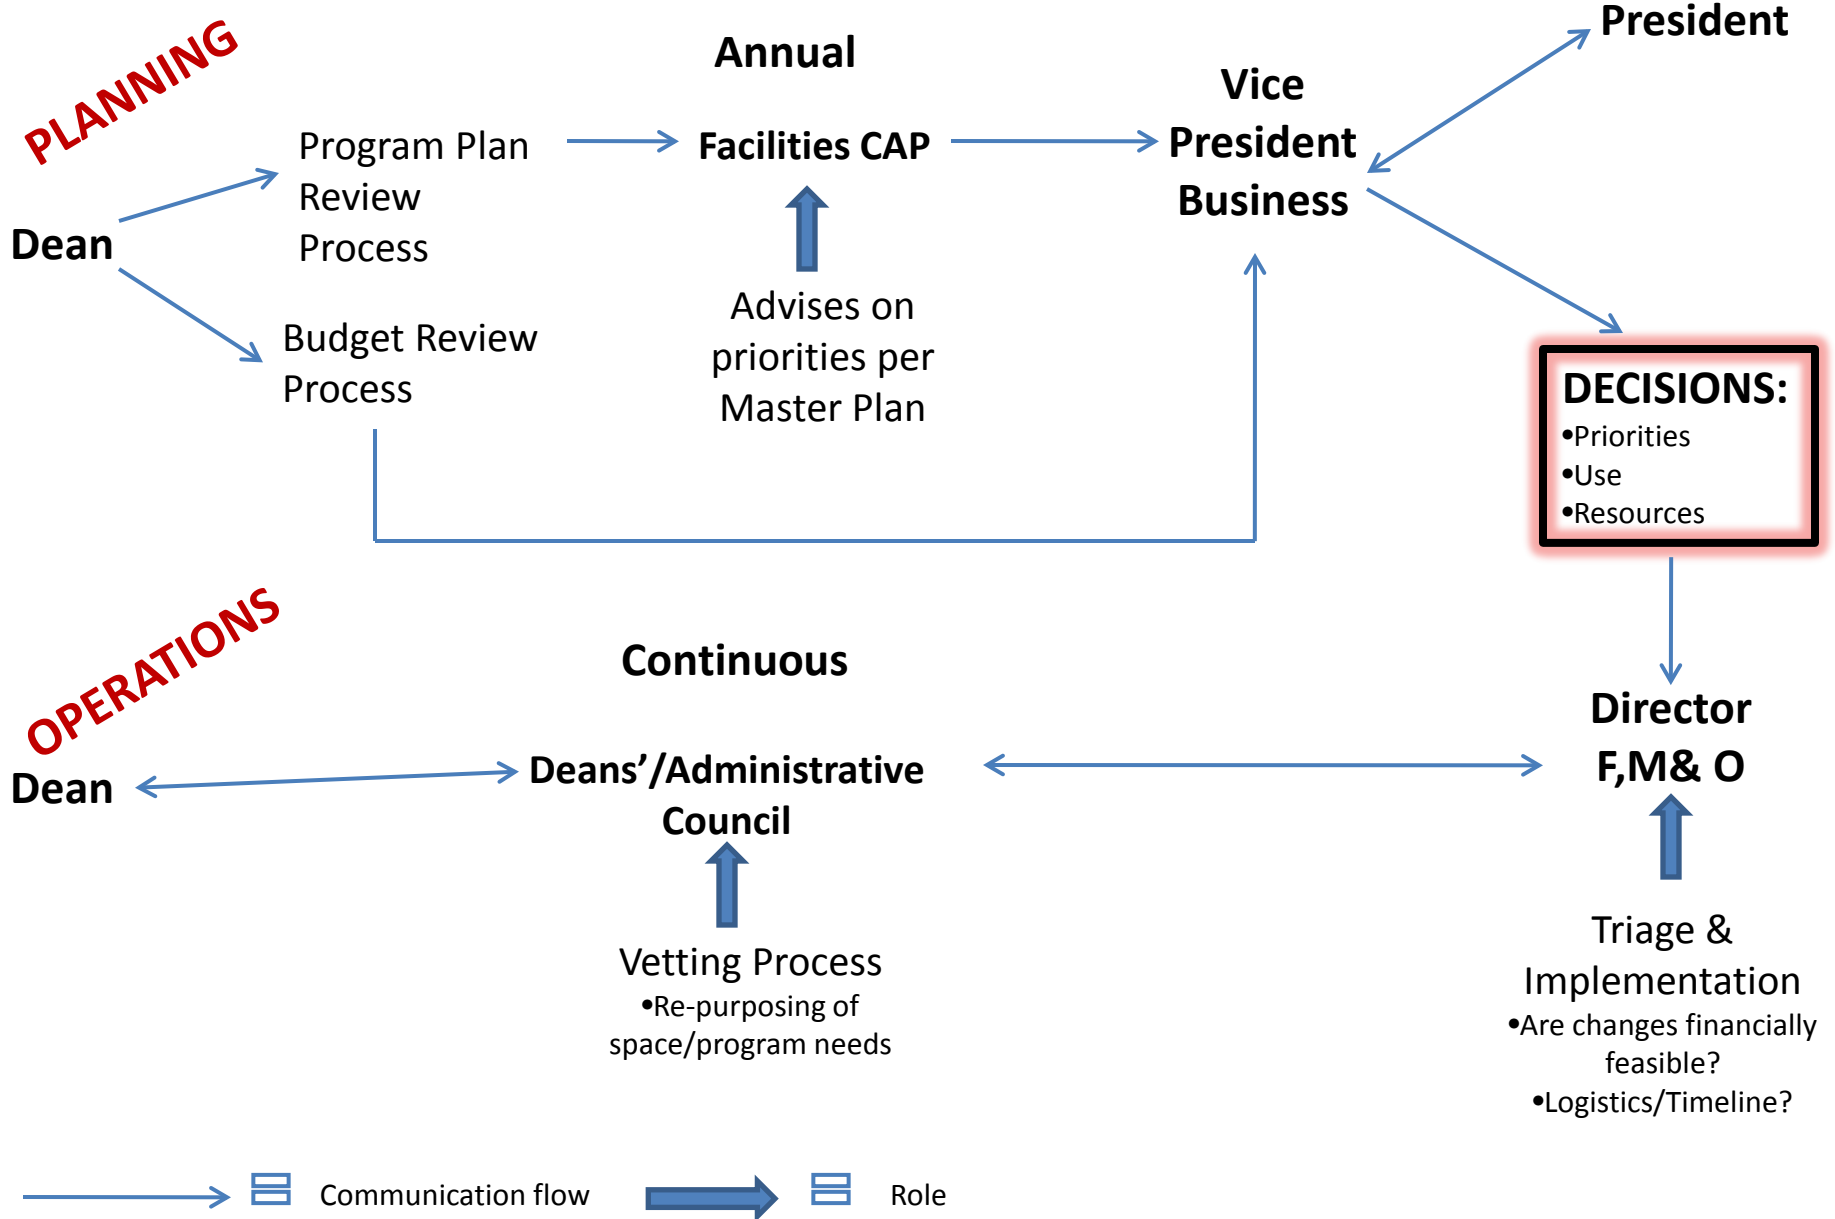 PLANNING
Annual
President
Vice
President
Business
Program Plan
Review
Process
Facilities CAP
Dean
Budget Review
Process
Advises on
priorities per
Master Plan
DECISIONS:
•Priorities
•Use
•Resources
OPERATIONS
Continuous
Dean
Deans’/Administrative
Council
Director
F,M& O
Vetting Process
•Re-purposing of
space/program needs
Triage &
Implementation
•Are changes financially
feasible?
•Logistics/Timeline?
= Communication flow
= Role